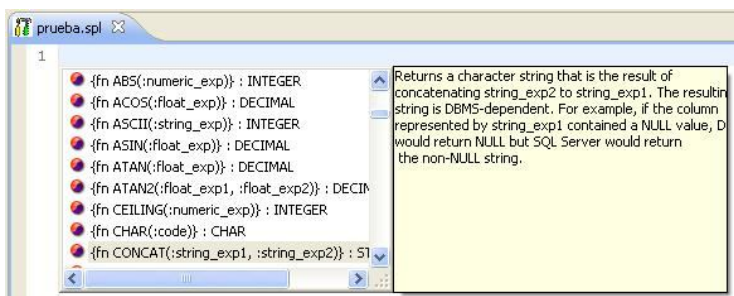 prueba.spl
1
{fn ABS(:numeric_exp)} : INTEGER
{fn ACOS(:float_exp)} : DECIMAL
{fn ASCII(:string_exp)} : INTEGER
{fn ASIN(:float_exp)} : DECIMAL
{fn ATAN(:float_exp)} : DECIMAL
{fn ATAN2(:float_exp1, :float_exp2)} : DECIN
{fn CEILING(:numeric_exp)} : INTEGER
{fn CHAR(:code)} : CHAR
{fn CONCAT(:string_exp1, :string_exp2)} : ST
Returns a character string that is the result of
concatenating string_exp2 to string_exp1. The resultin
string is DBMS-dependent. For example, if the column
represented by string_exp1 contained a NULL value, D
would return NULL but SQL Server would return
the non-NULL string.